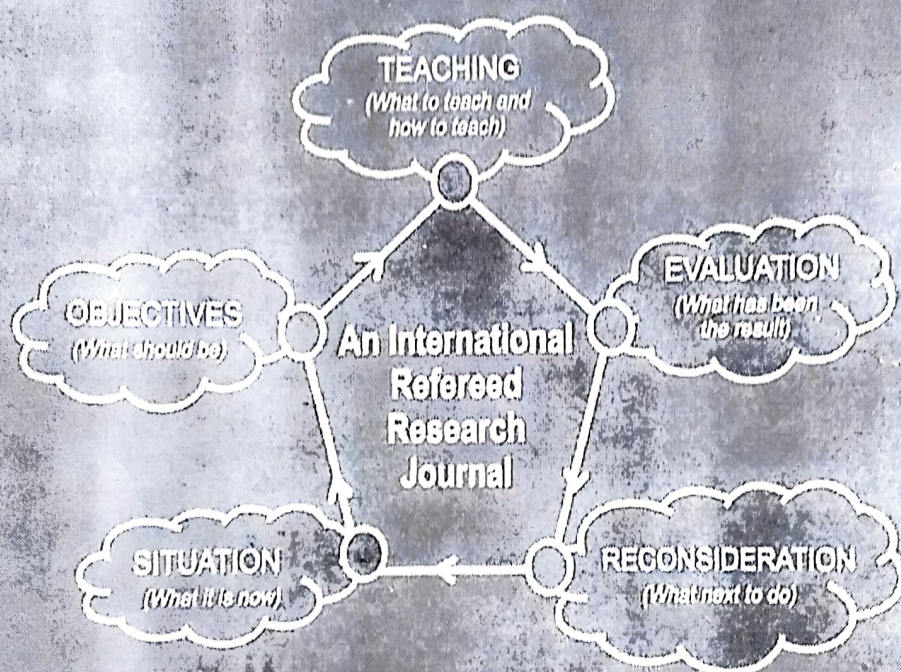 TEACHING
(What to teach and
how to teach)
EVALUATION
(What has been
the result)
OBJECTIVES
(What should be)
An International
Refereed
Research
Journal
SITUATION
(What it is now)
RECONSIDERATION
(What next to do)